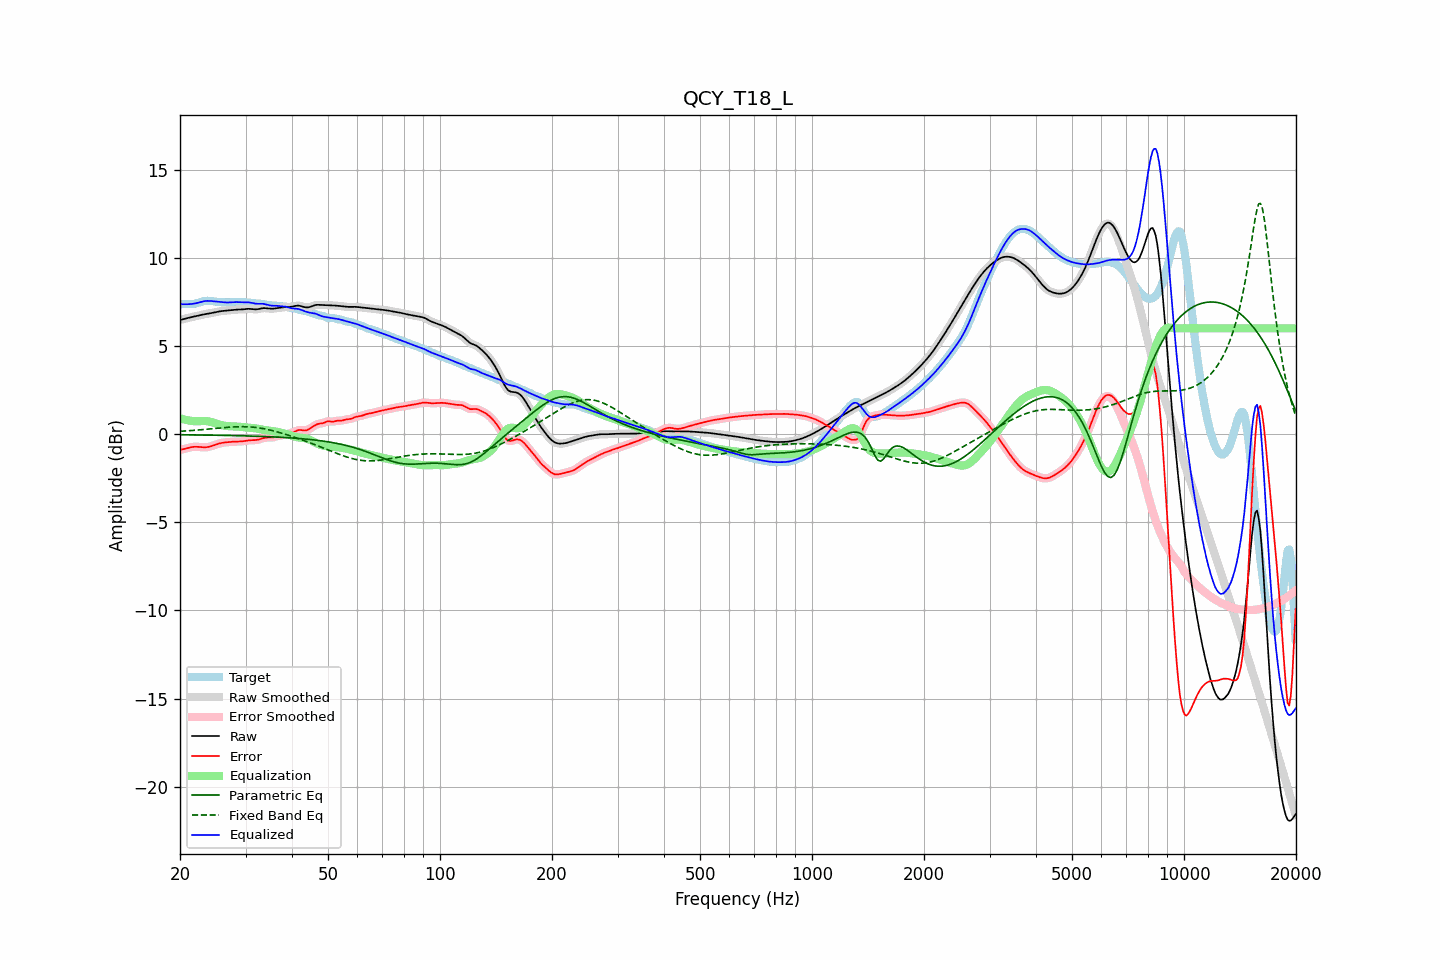 QCY_T18_L
Amplitude (dBr)
15
10
5
0
−5
−10
−15
−20
Target
Raw Smoothed
Error Smoothed
Raw
Error
Equalization
Parametric Eq
Fixed Band Eq
Equalized
20 50 100 200 500 1000 2000 5000 10000 20000
Frequency (Hz)